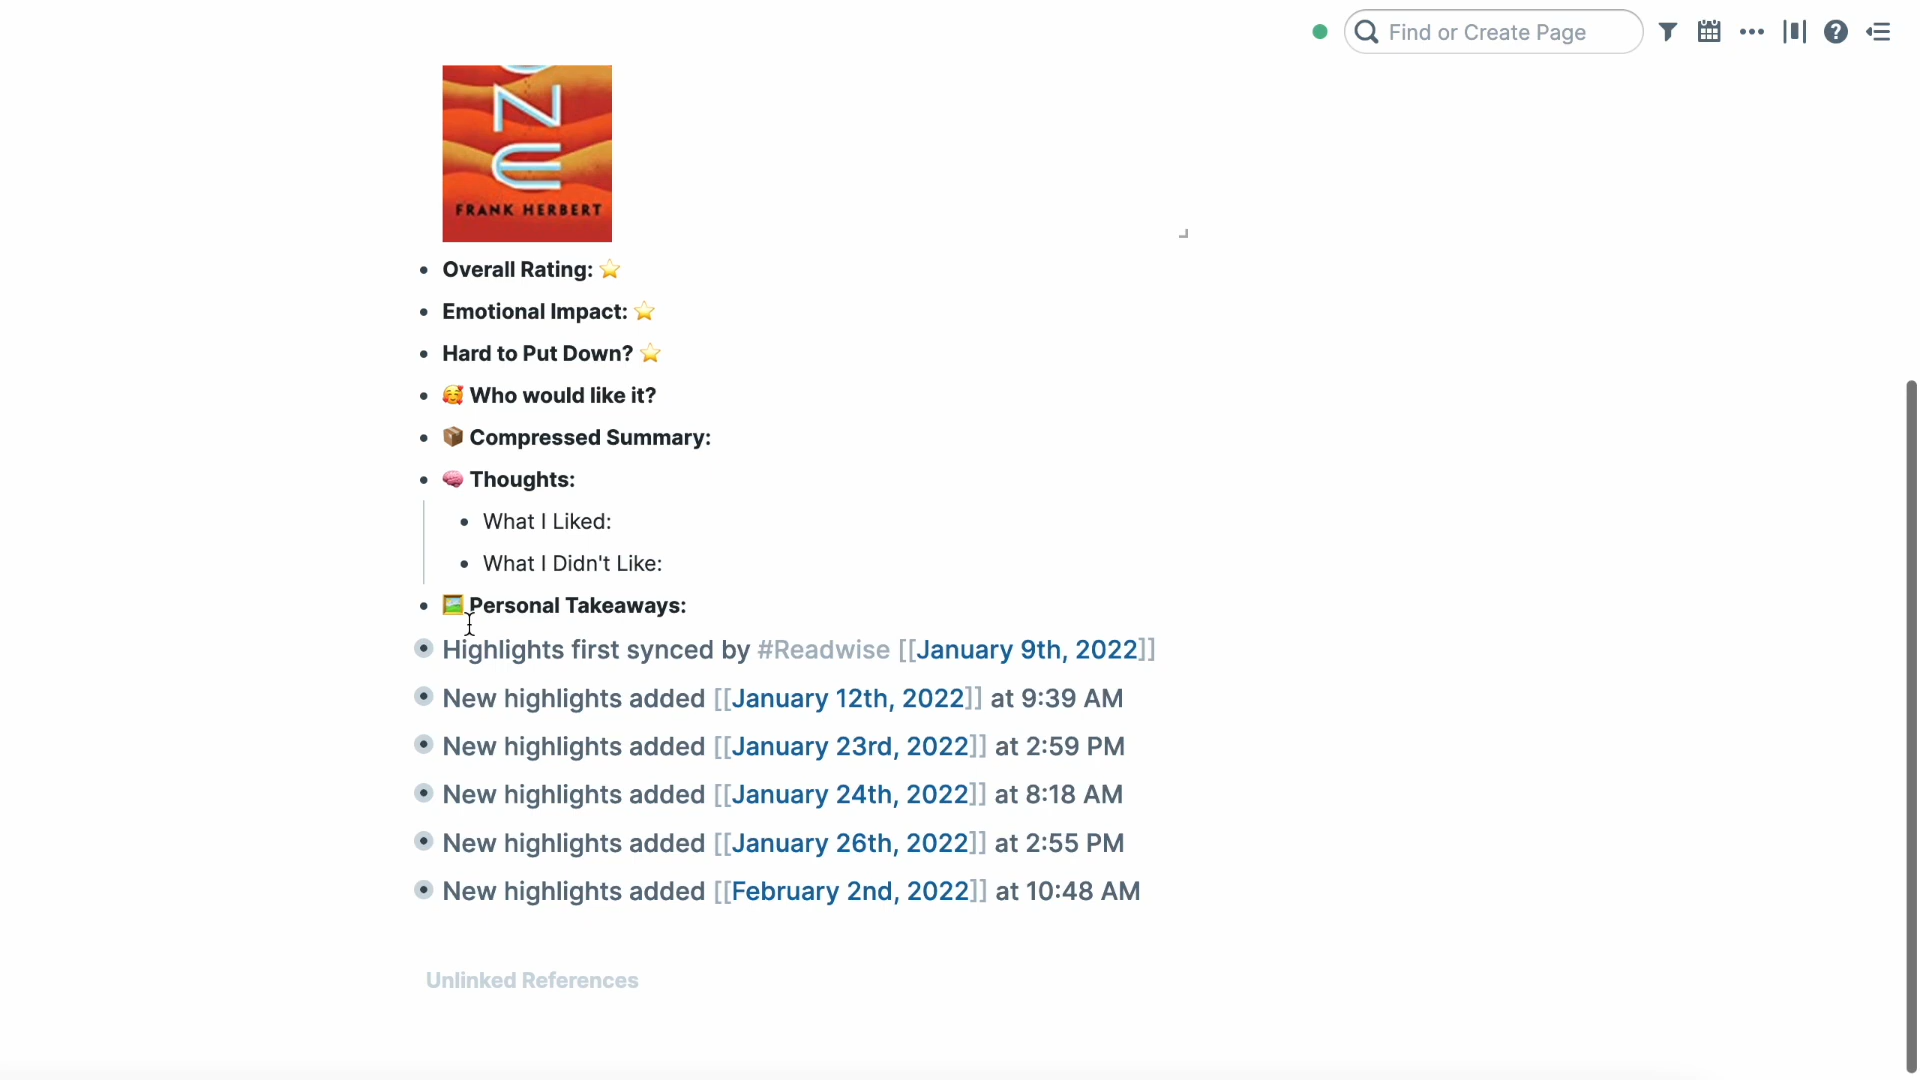 Find or Create Page
NE
FRANK HERBERT
Overall Rating: ⭐
Emotional Impact: ⭐
Hard to Put Down? ⭐
🥰 Who would like it?
📦 Compressed Summary:
🧠 Thoughts:
What I Liked:
What I Didn't Like:
🖼️ Personal Takeaways:
Highlights first synced by #Readwise [[January 9th, 2022]]
New highlights added [[January 12th, 2022]] at 9:39 AM
New highlights added [[January 23rd, 2022]] at 2:59 PM
New highlights added [[January 24th, 2022]] at 8:18 AM
New highlights added [[January 26th, 2022]] at 2:55 PM
New highlights added [[February 2nd, 2022]] at 10:48 AM
Unlinked References